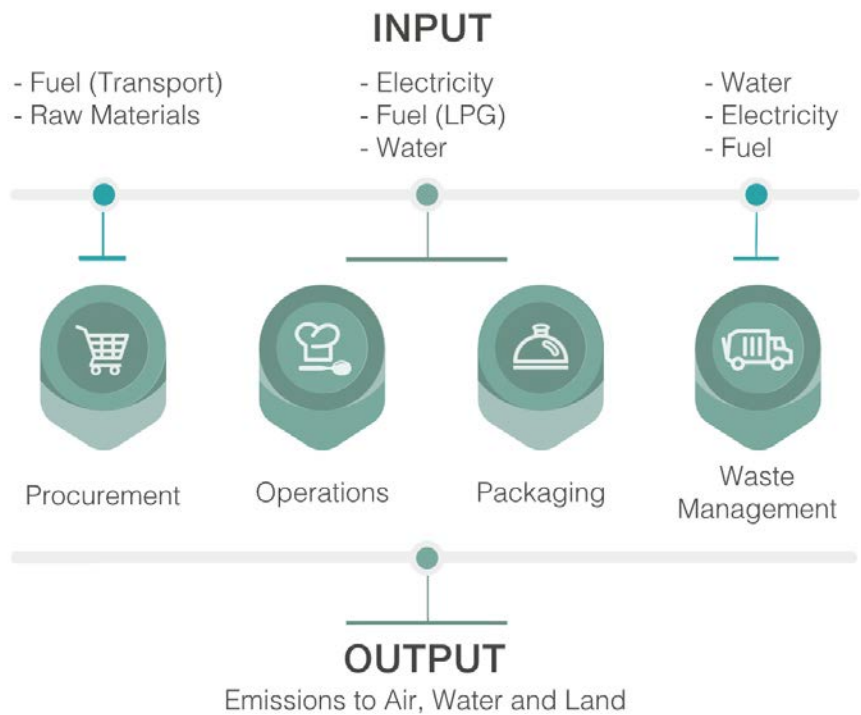 INPUT
- Fuel (Transport)
- Raw Materials
- Electricity
- Fuel (LPG)
- Water
- Water
- Electricity
- Fuel
Procurement
Operations
Packaging
Waste
Management
OUTPUT
Emissions to Air, Water and Land